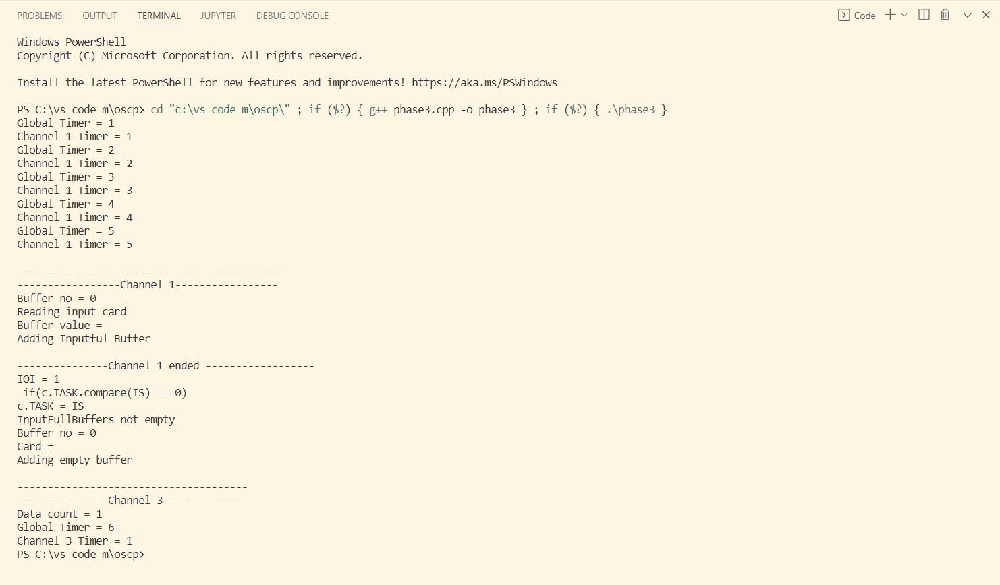 PROBLEMS OUTPUT TERMINAL JUPYTER DEBUG CONSOLE Code
Windows PowerShell
Copyright (C) Microsoft Corporation. All rights reserved.
Install the latest PowerShell for new features and improvements! https://aka.ms/PSWindows
PS C:\vs code m\oscp> cd "c:\vs code m\oscp\" ; if ($?) { g++ phase3.cpp -o phase3 } ; if ($?) { .\phase3 }
Global Timer = 1
Channel 1 Timer = 1
Global Timer = 2
Channel 1 Timer = 2
Global Timer = 3
Channel 1 Timer = 3
Global Timer = 4
Channel 1 Timer = 4
Global Timer = 5
Channel 1 Timer = 5
-------------------------------------------
-----------------Channel 1-----------------
Buffer no = 0
Reading input card
Buffer value =
Adding Inputful Buffer
---------------Channel 1 ended ------------------
IOI = 1
if(c.TASK.compare(IS) == 0)
c.TASK = IS
InputFullBuffers not empty
Buffer no = 0
Card =
Adding empty buffer
--------------------------------------
-------------- Channel 3 --------------
Data count = 1
Global Timer = 6
Channel 3 Timer = 1
PS C:\vs code m\oscp>